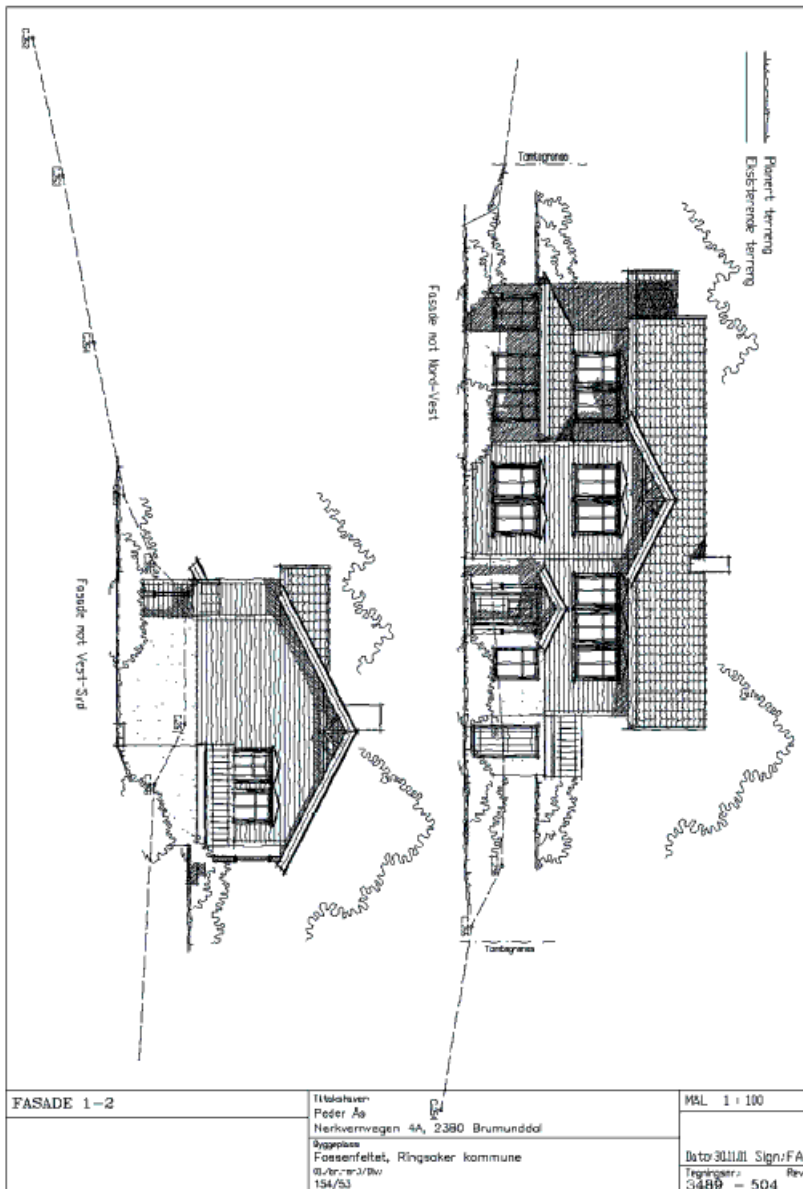 Planert terreng
Eksisterende terreng
Tomtegrense
Fasade mot Nord-Vest
Fasade mot Vest-Syd
Tomtegrense
FASADE 1-2
Tiltakshaver
Peder Ås
Nerkvernvegen 4A, 2380 Brumunddal
Byggeplass
Fossenfeltet, Ringsaker kommune
154/53
MÅL 1 : 100
Dato: 30.11.01 Sign: FA
Tegningsnr.: Rev
3489 - 504